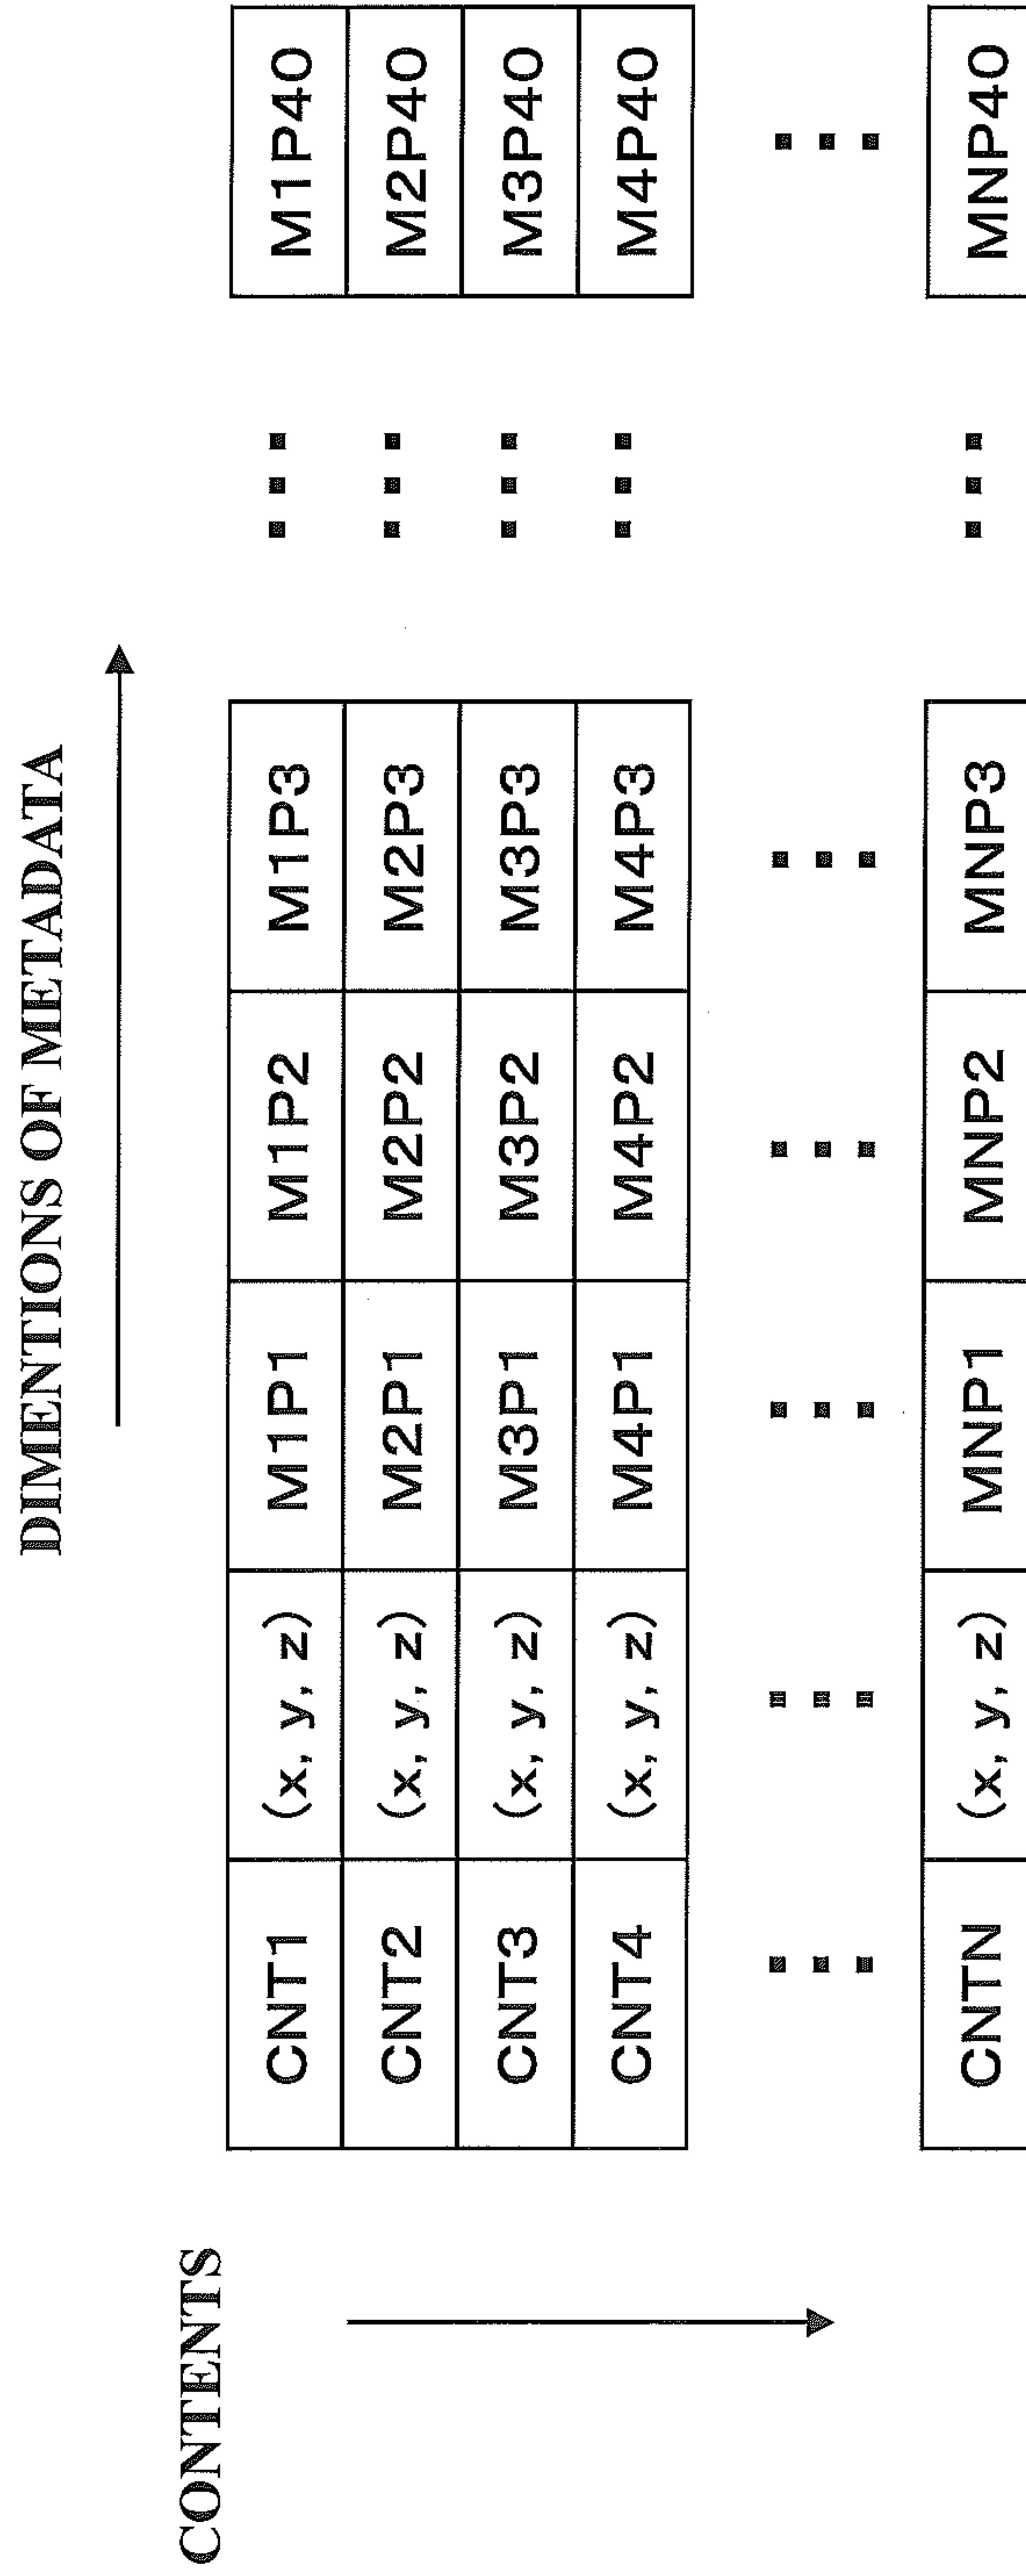 DIMENTIONS OF METADATA
CONTENTS
CNT1 (x, y, z) M1P1 M1P2 M1P3 ▪ ▪ ▪ M1P40
CNT2 (x, y, z) M2P1 M2P2 M2P3 ▪ ▪ ▪ M2P40
CNT3 (x, y, z) M3P1 M3P2 M3P3 ▪ ▪ ▪ M3P40
CNT4 (x, y, z) M4P1 M4P2 M4P3 ▪ ▪ ▪ M4P40
CNTN (x, y, z) MNP1 MNP2 MNP3 ▪ ▪ ▪ MNP40